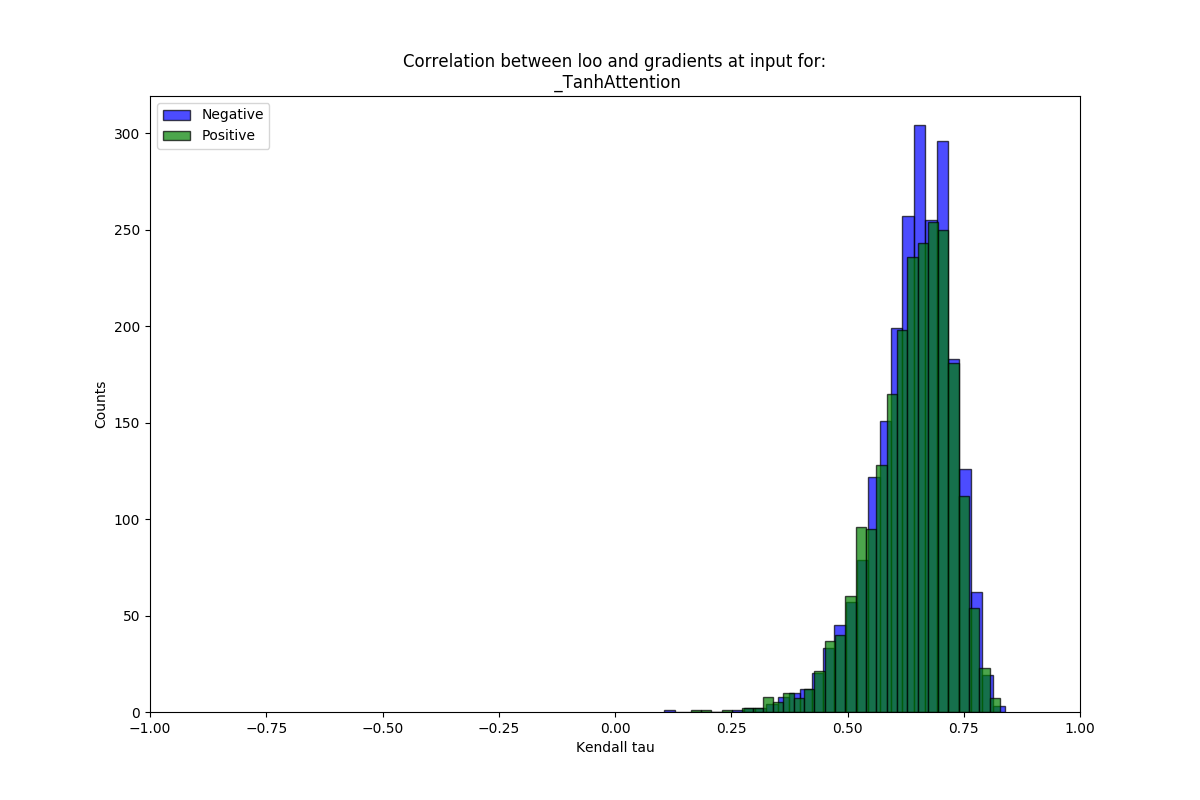 Correlation between loo and gradients at input for:
_TanhAttention
Negative
Positive
300
250
200
150
100
50
0
Counts
−1.00
−0.75
−0.50
−0.25
0.00
0.25
0.50
0.75
1.00
Kendall tau